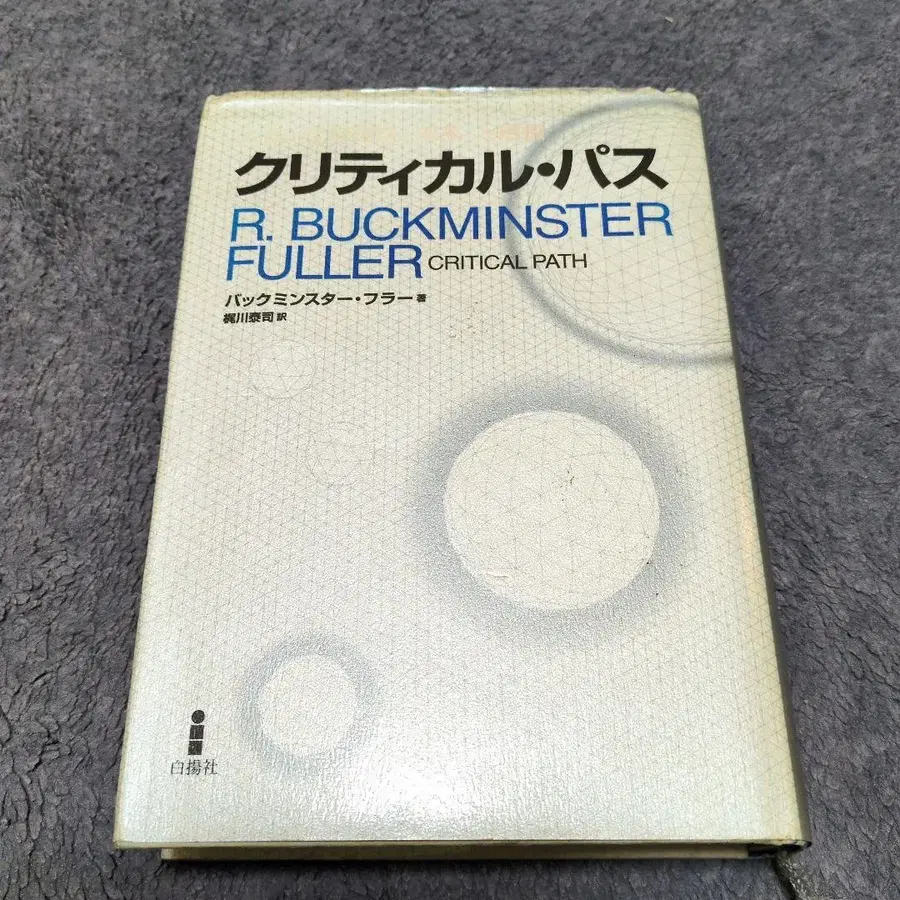 クリティカル・パス
R. BUCKMINSTER
FULLER CRITICAL PATH
バックミンスター・フラー 著
梶川泰司 訳
白揚社